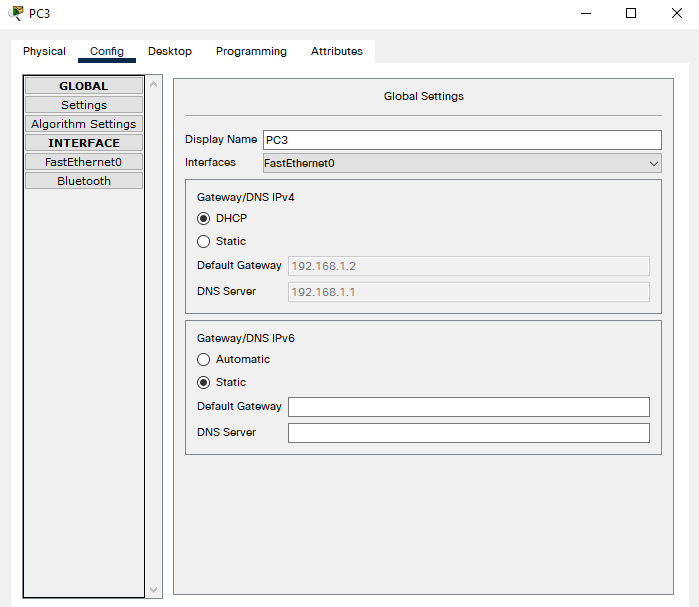 PC3
Physical Config Desktop Programming Attributes
GLOBAL
Settings
Algorithm Settings
INTERFACE
FastEthernet0
Bluetooth
Global Settings
Display Name PC3
Interfaces FastEthernet0
Gateway/DNS IPv4
DHCP
Static
Default Gateway 192.168.1.2
DNS Server 192.168.1.1
Gateway/DNS IPv6
Automatic
Static
Default Gateway
DNS Server